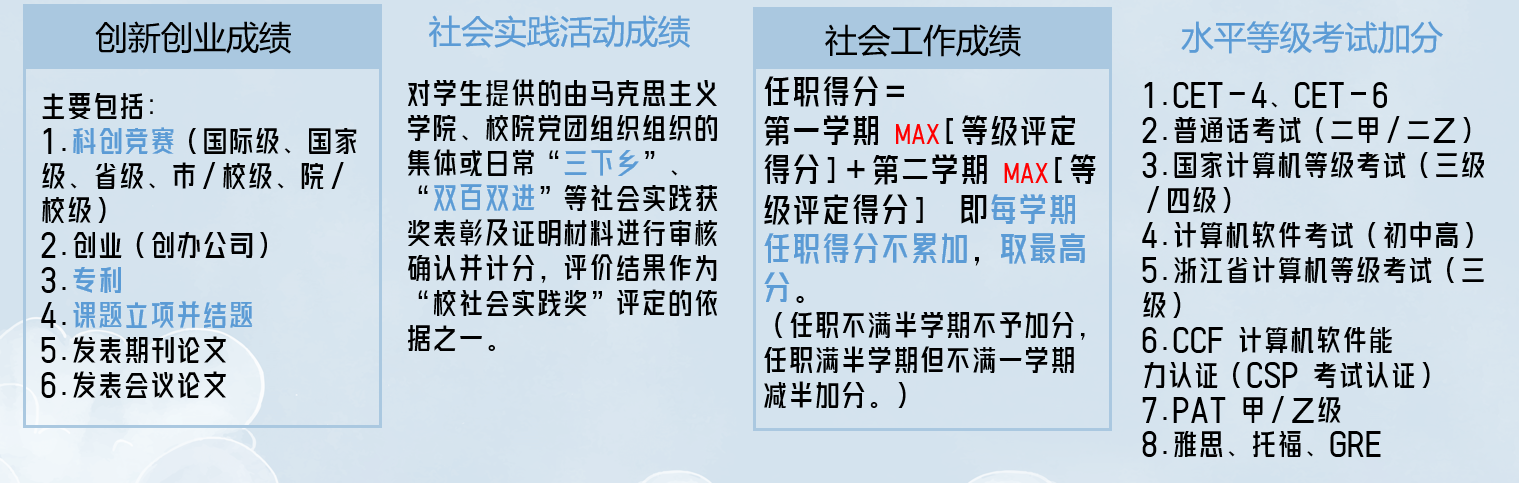 创新创业成绩
主要包括：
1.科创竞赛（国际级、国家
级、省级、市/校级、院/
校级）
2.创业（创办公司）
3.专利
4.课题立项并结题
5.发表期刊论文
6.发表会议论文
社会实践活动成绩
对学生提供的由马克思主义
学院、校院党团组织组织的
集体或日常“三下乡”、
“双百双进”等社会实践获
奖表彰及证明材料进行审核
确认并计分，评价结果作为
“校社会实践奖”评定的依
据之一。
社会工作成绩
任职得分＝
第一学期 MAX[等级评定
得分]＋第二学期 MAX[等
级评定得分] 即每学期
任职得分不累加，取最高
分。
（任职不满半学期不予加分，
任职满半学期但不满一学期
减半加分。）
水平等级考试加分
1.CET－4、CET－6
2.普通话考试（二甲/二乙）
3.国家计算机等级考试（三级
/四级）
4.计算机软件考试（初中高）
5.浙江省计算机等级考试（三
级）
6.CCF 计算机软件能
力认证（CSP 考试认证）
7.PAT 甲/乙级
8.雅思、托福、GRE